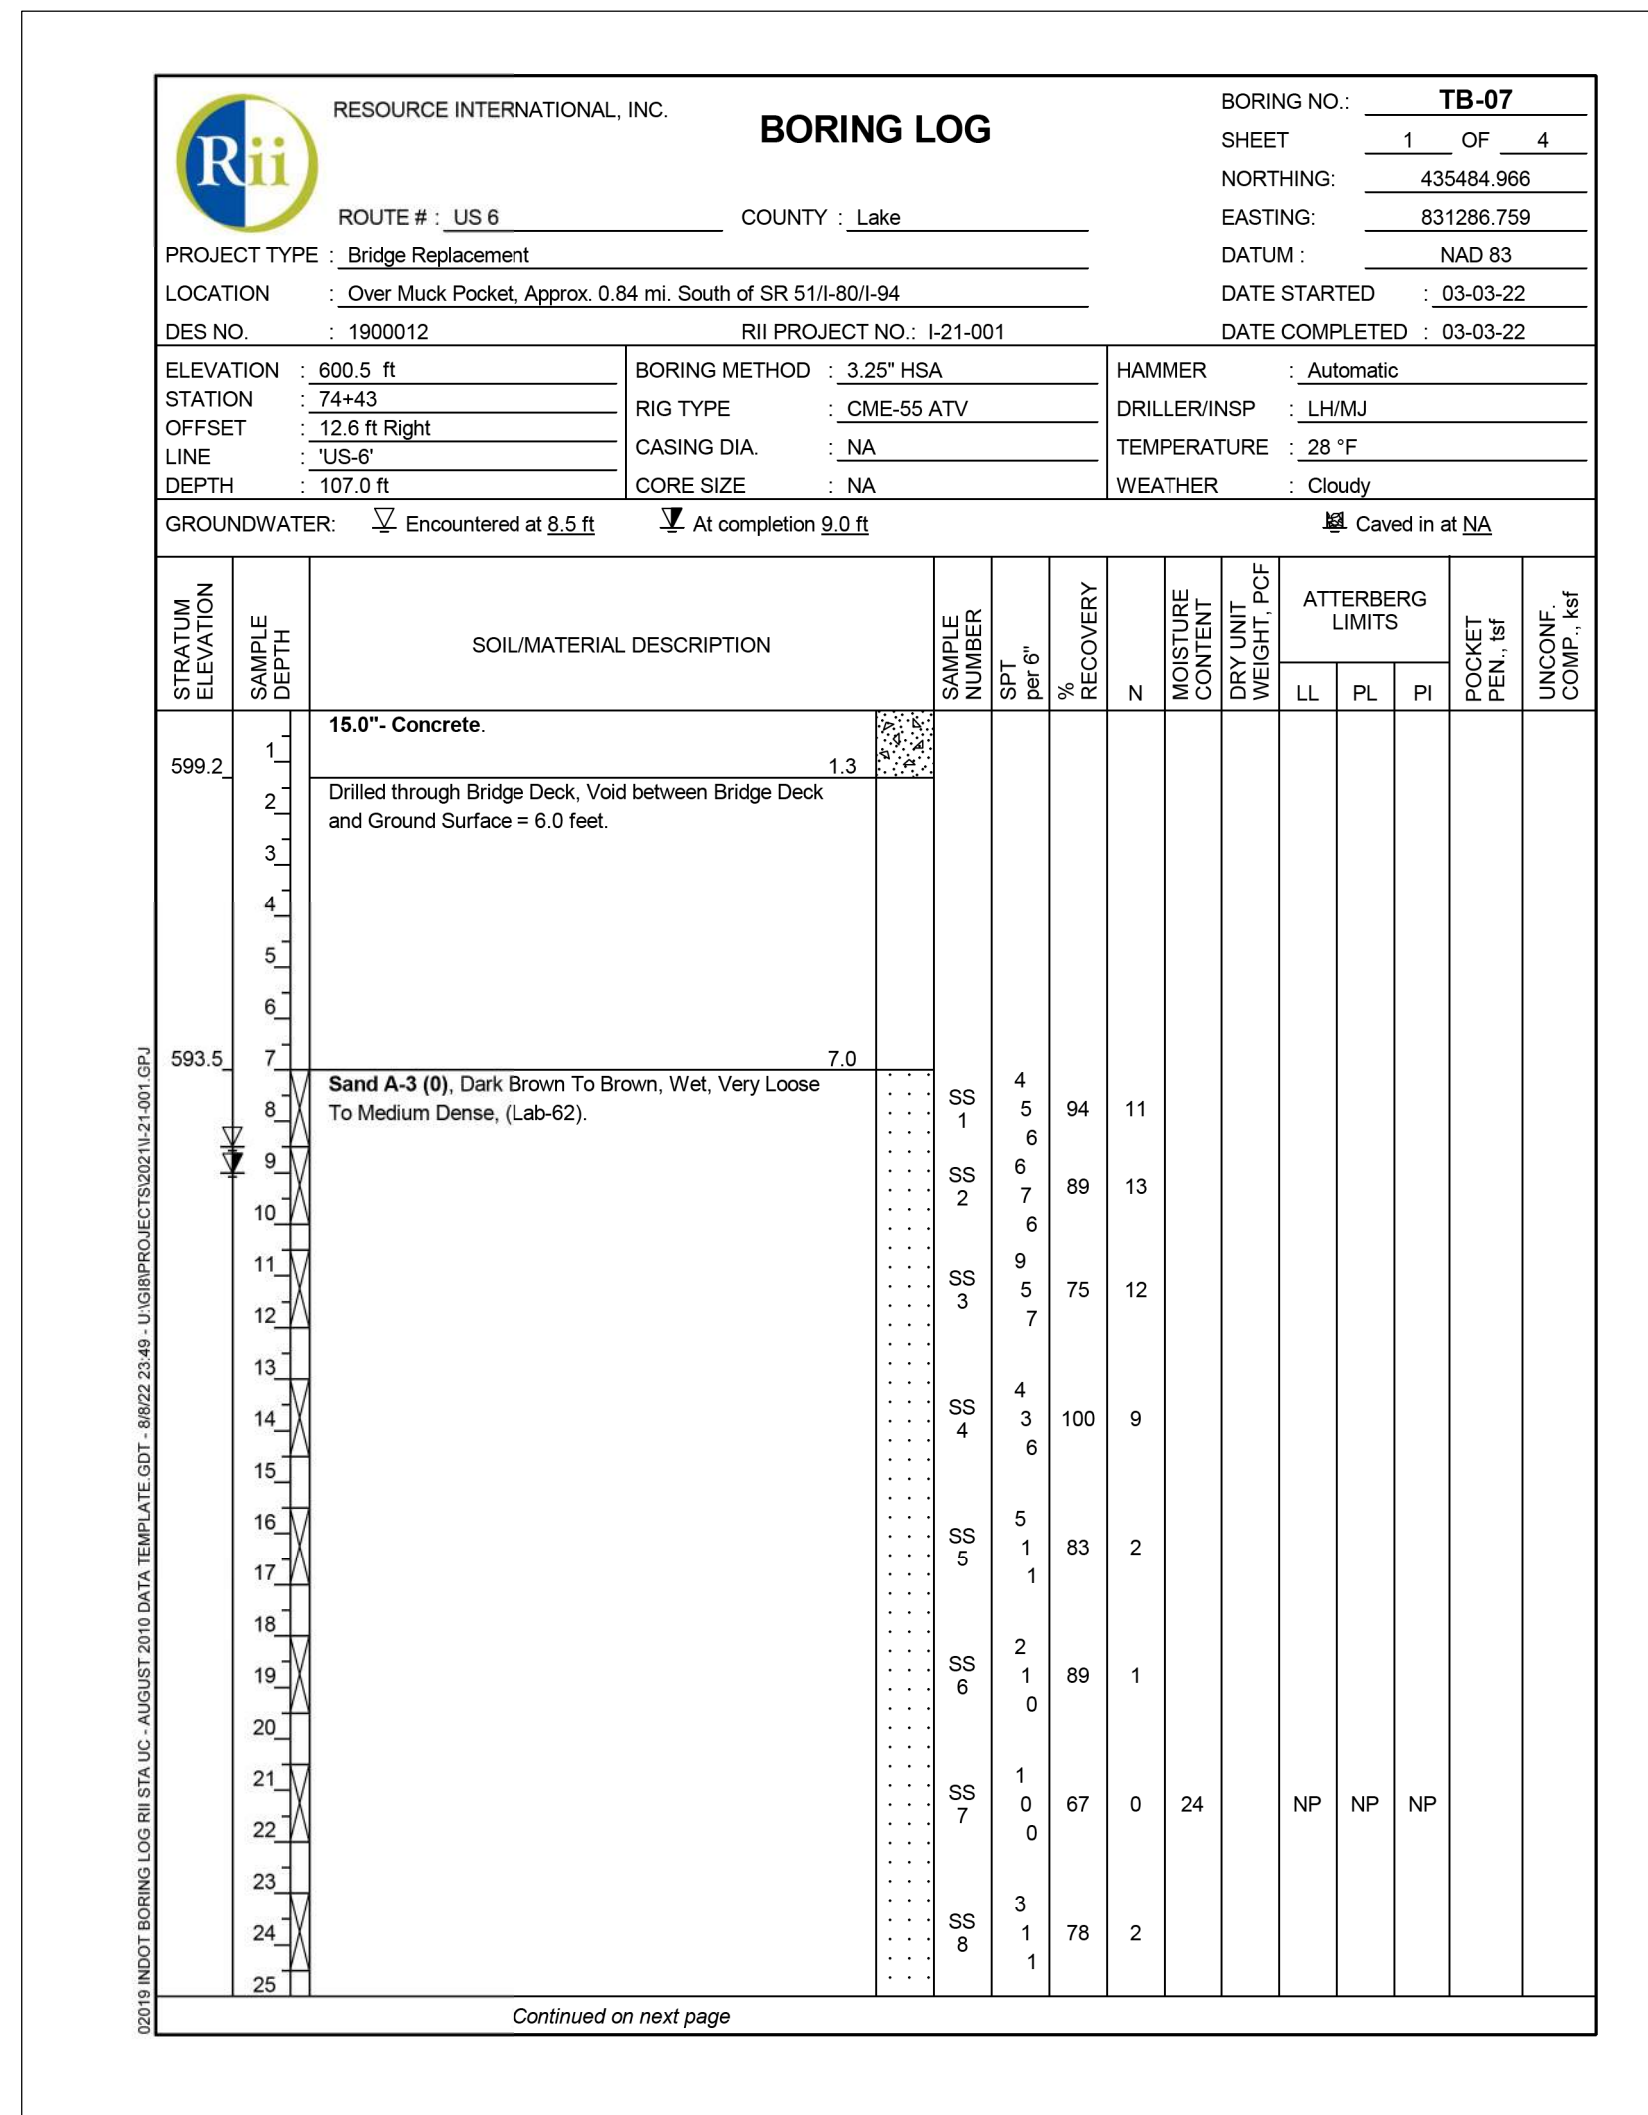 Rii
RESOURCE INTERNATIONAL, INC.
BORING LOG
BORING NO.: TB-07
SHEET 1 OF 4
NORTHING: 435484.966
ROUTE # : US 6 COUNTY : Lake
EASTING: 831286.759
PROJECT TYPE : Bridge Replacement
DATUM : NAD 83
LOCATION : Over Muck Pocket, Approx. 0.84 mi. South of SR 51/I-80/I-94
DATE STARTED : 03-03-22
DES NO. : 1900012 RII PROJECT NO.: I-21-001
DATE COMPLETED : 03-03-22
ELEVATION : 600.5 ft
STATION : 74+43
OFFSET : 12.6 ft Right
LINE : 'US-6'
DEPTH : 107.0 ft
BORING METHOD : 3.25" HSA
RIG TYPE : CME-55 ATV
CASING DIA. : NA
CORE SIZE : NA
HAMMER : Automatic
DRILLER/INSP : LH/MJ
TEMPERATURE : 28 °F
WEATHER : Cloudy
GROUNDWATER: Encountered at 8.5 ft At completion 9.0 ft Caved in at NA
STRATUM
ELEVATION
SAMPLE
DEPTH
SOIL/MATERIAL DESCRIPTION
SAMPLE
NUMBER
SPT
per 6"
%
RECOVERY
N
MOISTURE
CONTENT
DRY UNIT
WEIGHT, PCF
ATTERBERG
LIMITS
LL PL PI
POCKET
PEN., tsf
UNCONF.
COMP., ksf
15.0"- Concrete.
1
599.2 1.3
Drilled through Bridge Deck, Void between Bridge Deck
2
and Ground Surface = 6.0 feet.
3
4
5
6
593.5 7 7.0
Sand A-3 (0), Dark Brown To Brown, Wet, Very Loose
To Medium Dense, (Lab-62).
8
SS
1
4
5
6
94 11
9
10
SS
2
6
7
6
89 13
11
12
SS
3
9
5
7
75 12
13
14
SS
4
4
3
6
100 9
15
16
17
SS
5
5
1
1
83 2
18
19
SS
6
2
1
0
89 1
20
21
22
SS
7
1
0
0
67 0 24 NP NP NP
23
24
SS
8
3
1
1
78 2
25
Continued on next page
02019 INDOT BORING LOG RII STA UC - AUGUST 2010 DATA TEMPLATE.GDT - 8/8/22 23:49 - U:\GI8\PROJECTS\2021\I-21-001.GPJ